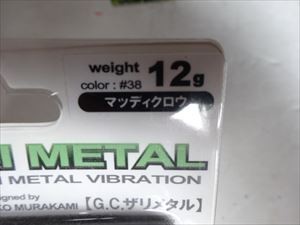 weight 12g
color : #38
マッディクロウ
METAL
METAL VIBRATION
igned by
KO MURAKAMI 【G.C.ザリメタル】